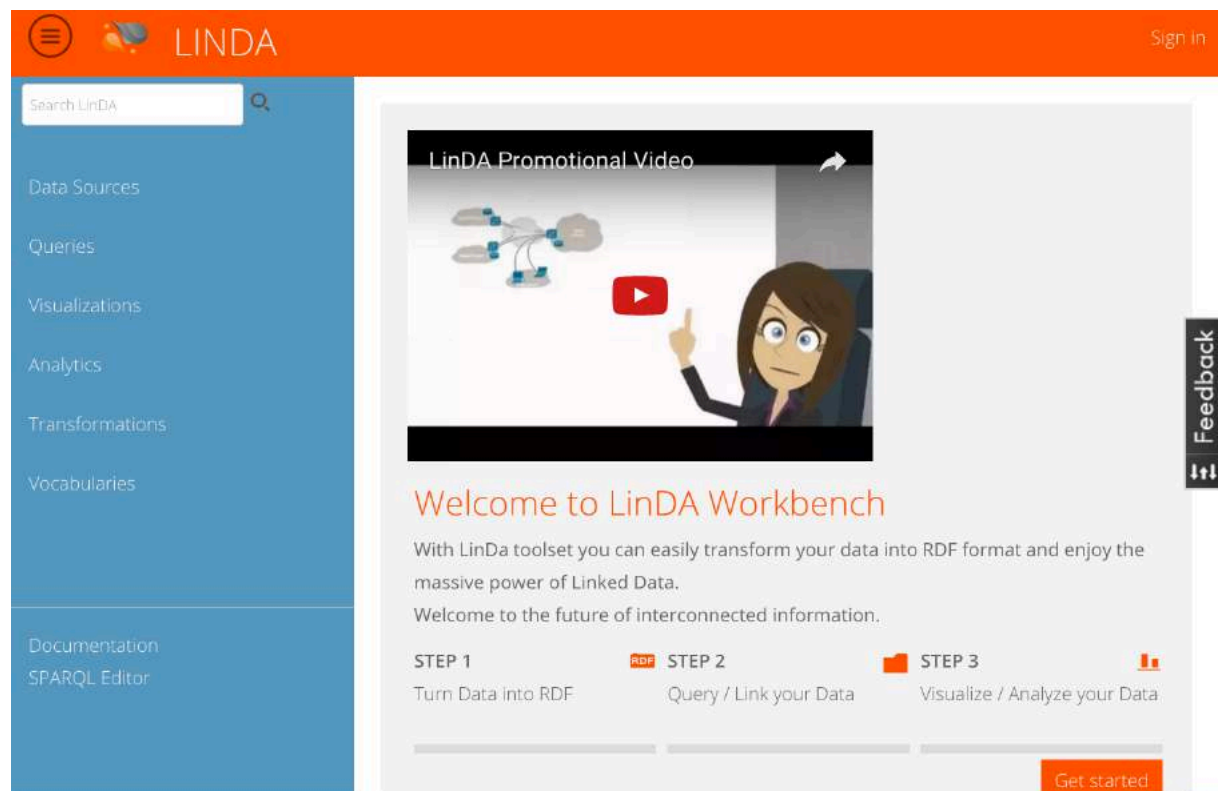 LINDA
Sign in
Search LinDA
Data Sources
Queries
Visualizations
Analytics
Transformations
Vocabularies
Documentation
SPARQL Editor
LinDA Promotional Video
Welcome to LinDA Workbench
With LinDa toolset you can easily transform your data into RDF format and enjoy the
massive power of Linked Data.
Welcome to the future of interconnected information.
STEP 1
RDF
Turn Data into RDF
STEP 2
Query / Link your Data
STEP 3
Visualize / Analyze your Data
Get started
Feedback